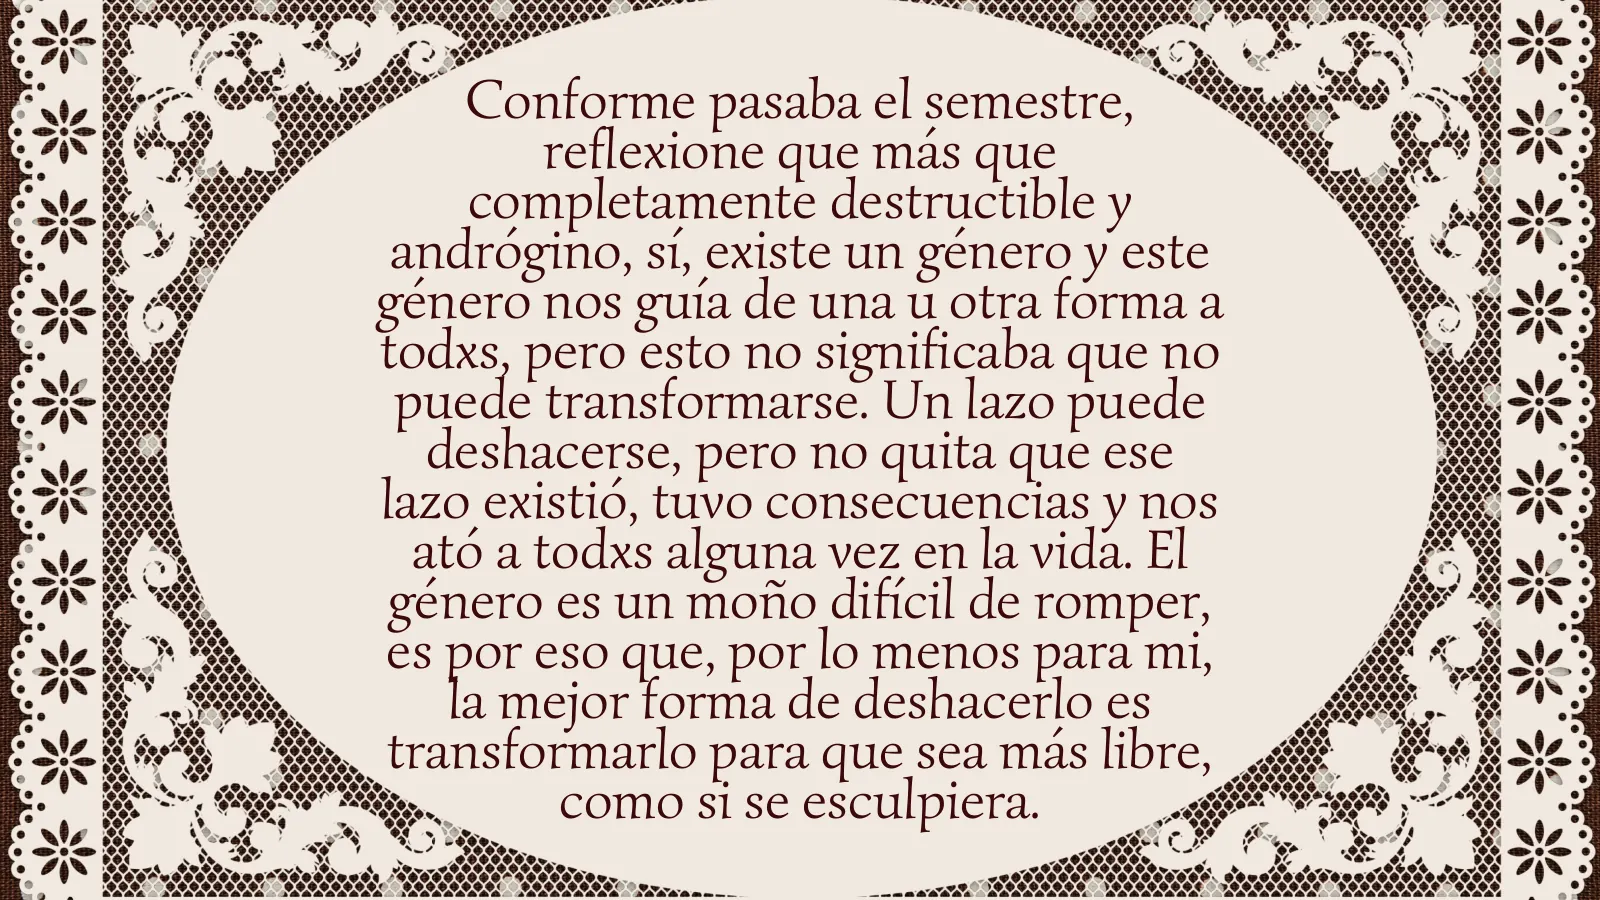 Conforme pasaba el semestre,
reflexione que más que
completamente destructible y
andrógino, sí, existe un género y este
género nos guía de una u otra forma a
todxs, pero esto no significaba que no
puede transformarse. Un lazo puede
deshacerse, pero no quita que ese
lazo existió, tuvo consecuencias y nos
ató a todxs alguna vez en la vida. El
género es un moño difícil de romper,
es por eso que, por lo menos para mi,
la mejor forma de deshacerlo es
transformarlo para que sea más libre,
como si se esculpiera.